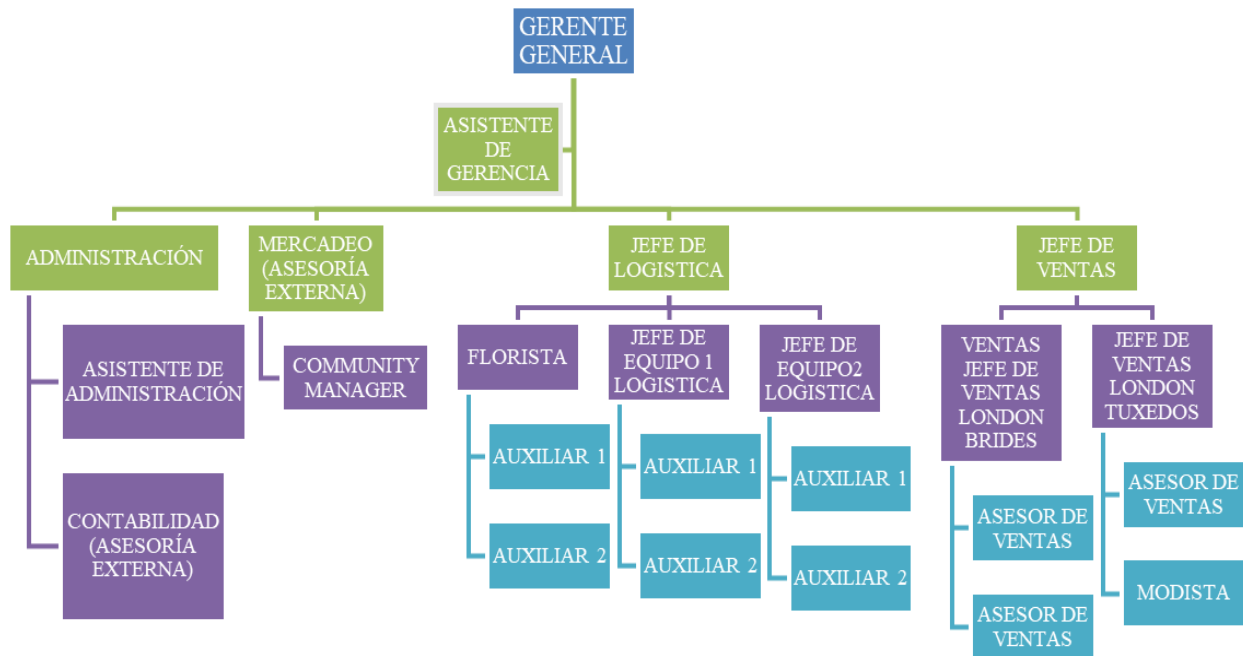 GERENTE
GENERAL
ASISTENTE
DE
GERENCIA
ADMINISTRACIÓN
MERCADEO
(ASESORÍA
EXTERNA)
JEFE DE
LOGISTICA
JEFE DE
VENTAS
ASISTENTE DE
ADMINISTRACIÓN
CONTABILIDAD
(ASESORÍA
EXTERNA)
COMMUNITY
MANAGER
FLORISTA
AUXILIAR 1
AUXILIAR 2
JEFE DE
EQUIPO 1
LOGISTICA
AUXILIAR 1
AUXILIAR 2
JEFE DE
EQUIPO2
LOGISTICA
AUXILIAR 1
AUXILIAR 2
VENTAS
JEFE DE
VENTAS
LONDON
BRIDES
ASESOR DE
VENTAS
ASESOR DE
VENTAS
JEFE DE
VENTAS
LONDON
TUXEDOS
ASESOR DE
VENTAS
MODISTA